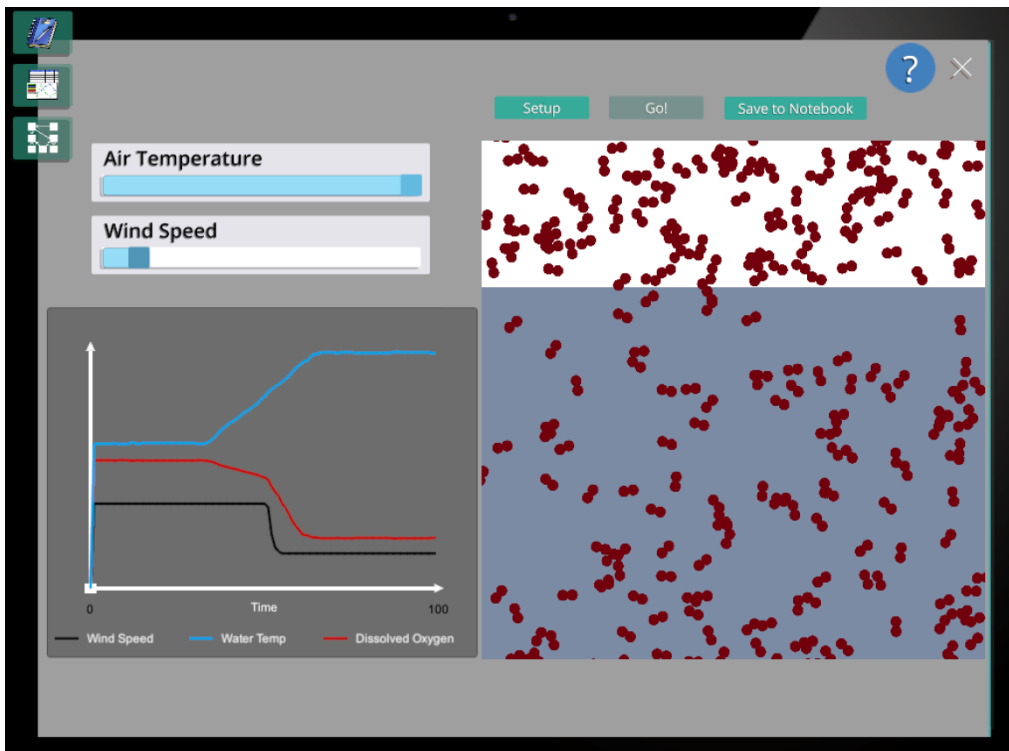 ?
Setup Go! Save to Notebook
Air Temperature
Wind Speed
0 Time 100
Wind Speed Water Temp Dissolved Oxygen